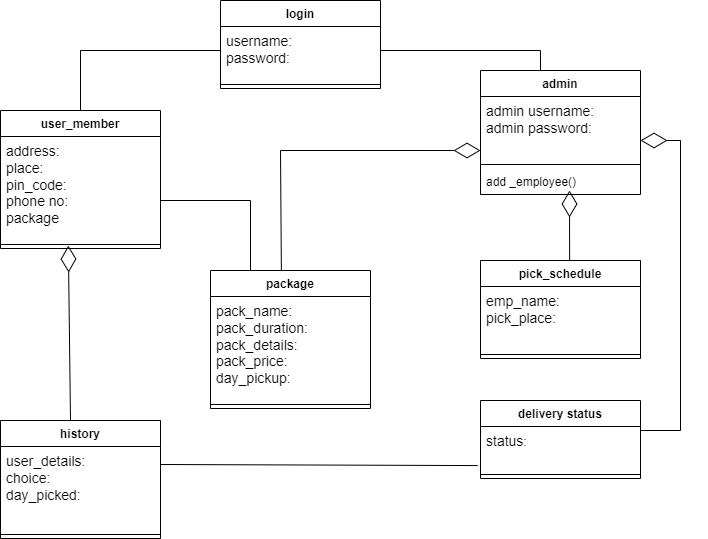 login
username:
password:
admin
admin username:
admin password:
add _employee()
user_member
address:
place:
pin_code:
phone no:
package
package
pack_name:
pack_duration:
pack_details:
pack_price:
day_pickup:
pick_schedule
emp_name:
pick_place:
delivery status
status:
history
user_details:
choice:
day_picked: